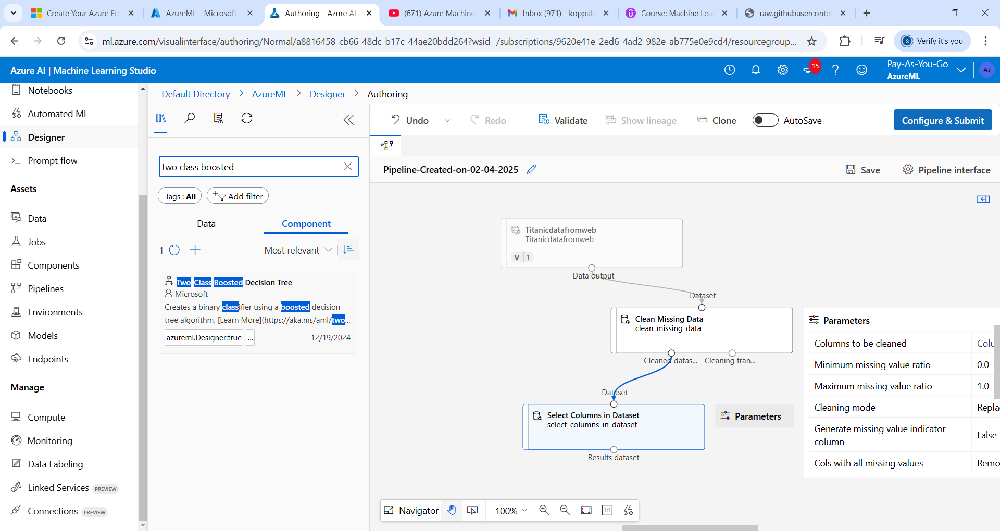 Create Your Azure Fre
AzureML - Microsoft
Authoring - Azure AI
(671) Azure Machine
Inbox (971) - koppala
Course: Machine Lea
raw.githubuserconte
ml.azure.com/visualinterface/authoring/Normal/a8816458-cb66-48dc-b17c-44ae20bdd264?wsid=/subscriptions/9620e41e-2ed6-4ad2-982e-ab775e0e9cd4/resourcegroup...
S
Verify it's you
Azure AI | Machine Learning Studio
15
Pay-As-You-Go
AzureML
AJ
Notebooks
Automated ML
Designer
Prompt flow
Assets
Data
Jobs
Components
Pipelines
Environments
Models
Endpoints
Manage
Compute
Monitoring
Data Labeling
Linked Services PREVIEW
Connections PREVIEW
Default Directory > AzureML > Designer > Authoring
two class boosted
Tags : All
Add filter
Data
Component
1
Most relevant
Two-Class Boosted Decision Tree
Microsoft
Creates a binary classifier using a boosted decision
tree algorithm. [Learn More](https://aka.ms/aml/two...
azureml.Designer:true
...
12/19/2024
Undo
Redo
Validate
Show lineage
Clone
AutoSave
Configure & Submit
Pipeline-Created-on-02-04-2025
Save
Pipeline interface
Titanicdatafromweb
Titanicdatafromweb
V | 1
Data output
Dataset
Clean Missing Data
clean_missing_data
Cleaned datas...
Cleaning tran...
Dataset
Select Columns in Dataset
select_columns_in_dataset
Results dataset
Parameters
Parameters
Columns to be cleaned
Colu
Minimum missing value ratio
0.0
Maximum missing value ratio
1.0
Cleaning mode
Repla
Generate missing value indicator
column
False
Cols with all missing values
Remo
Navigator
100%
1:1